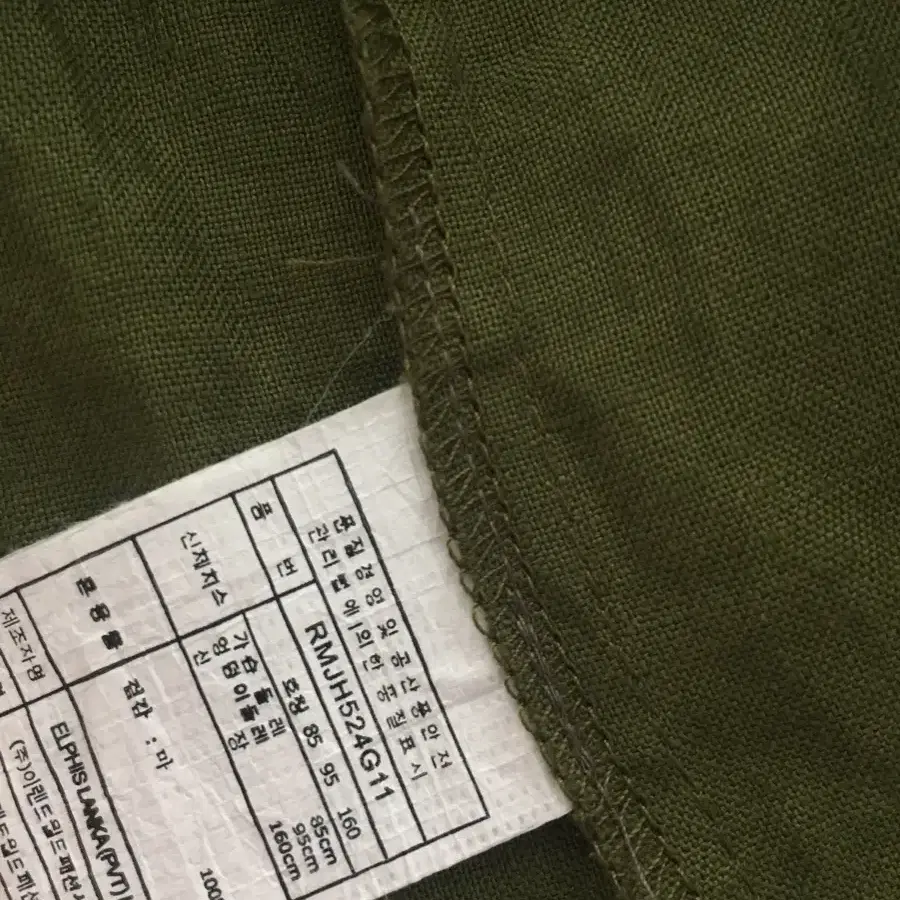 품질경영 및 공산품안전
관리법에 의한 품질표시
품 번 RMJH524G11
신체치수 호칭 85 95 160
가슴둘레 85cm
엉덩이둘레 95cm
신 장 160cm
혼용률 겉감 : 마 100
제조자명 ELPHIS LANKA(PVT)
(주)이랜드월드패션